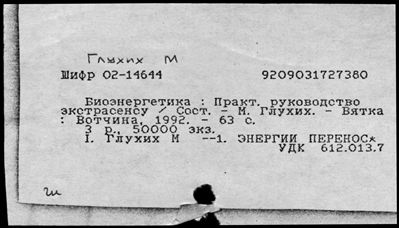 Глухих М
Шифр 02-14644 9209031727380
Биоэнергетика : Практ. руководство
экстрасенсу / Сост. - М. Глухих. - Вятка
: Вотчина, 1992. - 63 с.
3 р., 50000 экз.
I. Глухих М --1. ЭНЕРГИИ ПЕРЕНОС*
УДК 612.013.7